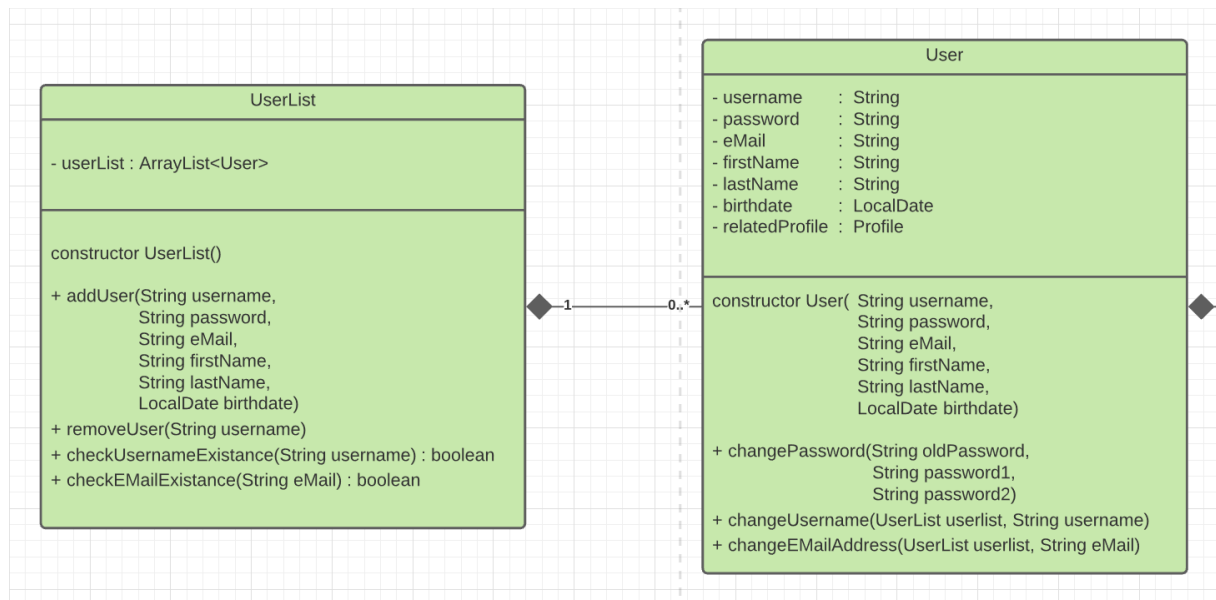 UserList
- userList : ArrayList<User>
constructor UserList()
+ addUser(String username,
String password,
String eMail,
String firstName,
String lastName,
LocalDate birthdate)
+ removeUser(String username)
+ checkUsernameExistance(String username) : boolean
+ checkEMailExistance(String eMail) : boolean
1
0..*
User
- username : String
- password : String
- eMail : String
- firstName : String
- lastName : String
- birthdate : LocalDate
- relatedProfile : Profile
constructor User( String username,
String password,
String eMail,
String firstName,
String lastName,
LocalDate birthdate)
+ changePassword(String oldPassword,
String password1,
String password2)
+ changeUsername(UserList userlist, String username)
+ changeEMailAddress(UserList userlist, String eMail)